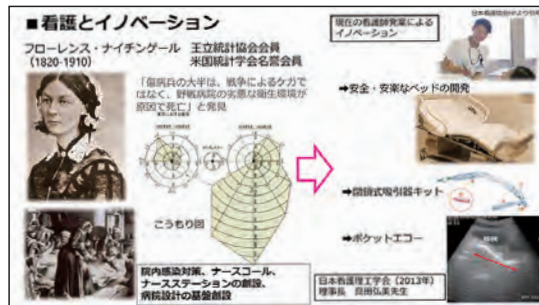 ■看護とイノベーション
フローレンス・ナイチンゲール
(1820-1910)
王立統計協会会員
米国統計学会名誉会員
「傷病兵の大半は、戦争によるケガで
はなく、野戦病院の劣悪な衛生環境が
原因で死亡」と発見
こうもり図
院内感染対策、ナースコール、
ナースステーションの創設、
病院設計の基盤創設
現在の看護師発案による
イノベーション
➡安全・安楽なベッドの開発
➡閉鎖式吸引器キット
➡ポケットエコー
日本看護理工学会(2013年)
理事長 真田弘美先生